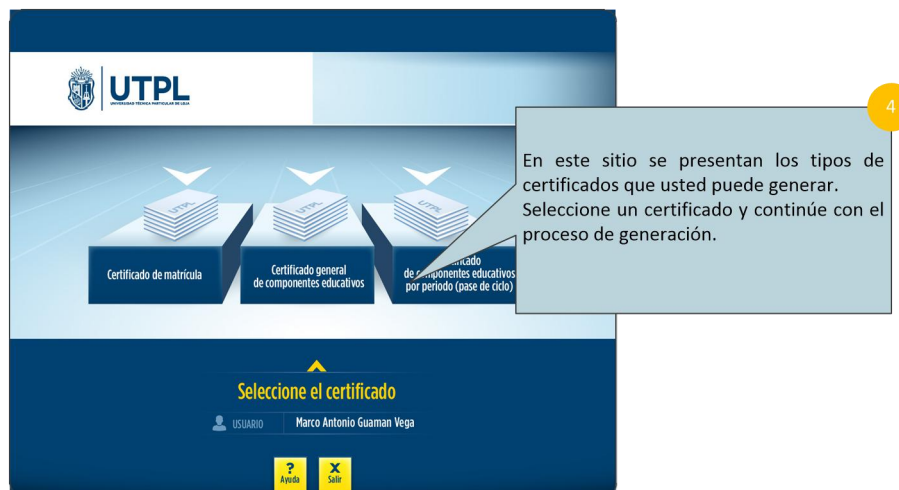 UTPL
UNIVERSIDAD TÉCNICA PARTICULAR DE LOJA
4
En este sitio se presentan los tipos de
certificados que usted puede generar.
Seleccione un certificado y continúe con el
proceso de generación.
UTPL
UTPL
UTPL
Certificado de matrícula
Certificado general
de componentes educativos
de componentes educativos
por periodo (pase de ciclo)
Seleccione el certificado
USUARIO
Marco Antonio Guaman Vega
?
Ayuda
X
Salir